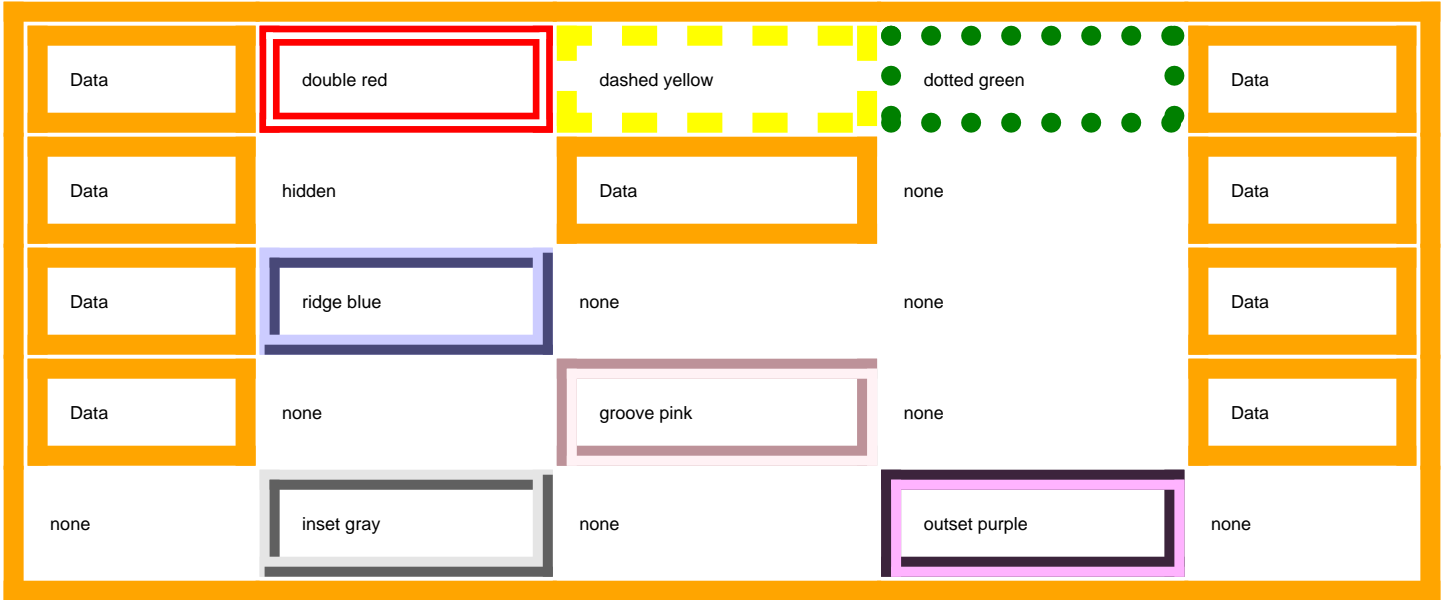 Data double red dashed yellow dotted green Data
Data hidden Data none Data
Data ridge blue none none Data
Data none groove pink none Data
none inset gray none outset purple none